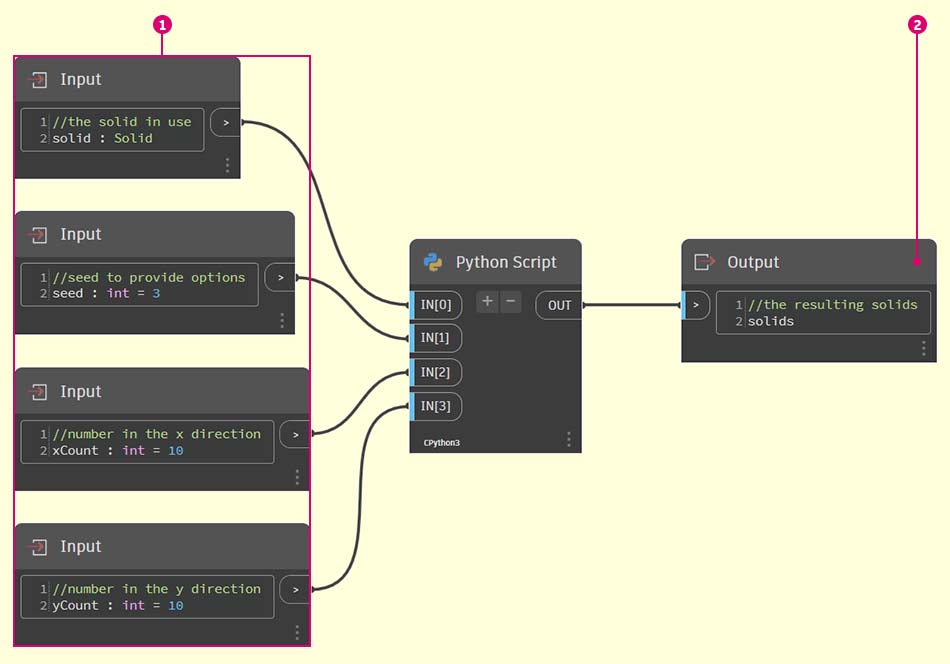 1
2
Input
1 //the solid in use
2 solid : Solid
>
Input
1 //seed to provide options
2 seed : int = 3
>
Input
1 //number in the x direction
2 xCount : int = 10
>
Input
1 //number in the y direction
2 yCount : int = 10
>
Python Script
IN[0] + − OUT
IN[1]
IN[2]
IN[3]
CPython3
Output
>
1 //the resulting solids
2 solids